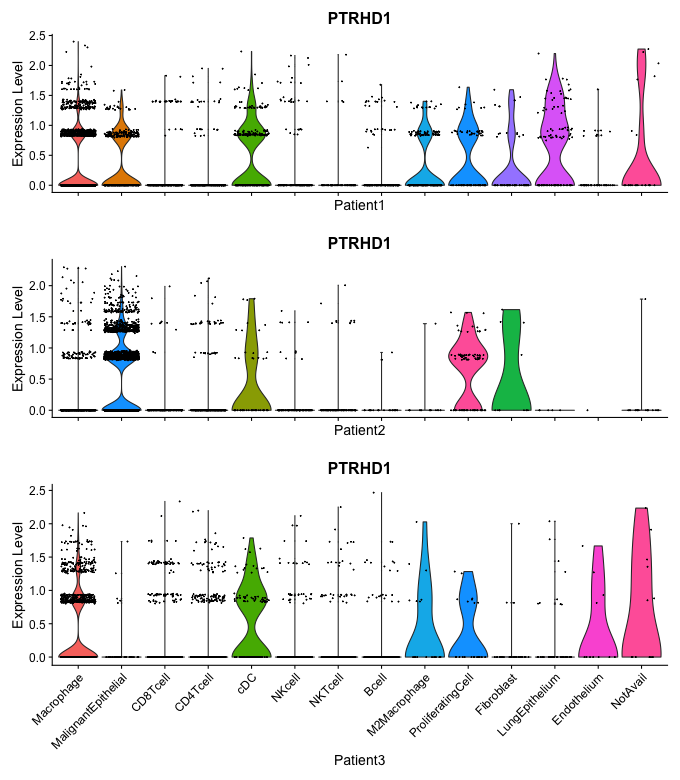 PTRHD1
Expression Level
2.5
2.0
1.5
1.0
0.5
0.0
Patient1
PTRHD1
Expression Level
2.0
1.5
1.0
0.5
0.0
Patient2
PTRHD1
Expression Level
2.5
2.0
1.5
1.0
0.5
0.0
Macrophage
MalignantEpithelial
CD8Tcell
CD4Tcell
cDC
NKcell
NKTcell
Bcell
M2Macrophage
ProliferatingCell
Fibroblast
LungEpithelium
Endothelium
NotAvail
Patient3